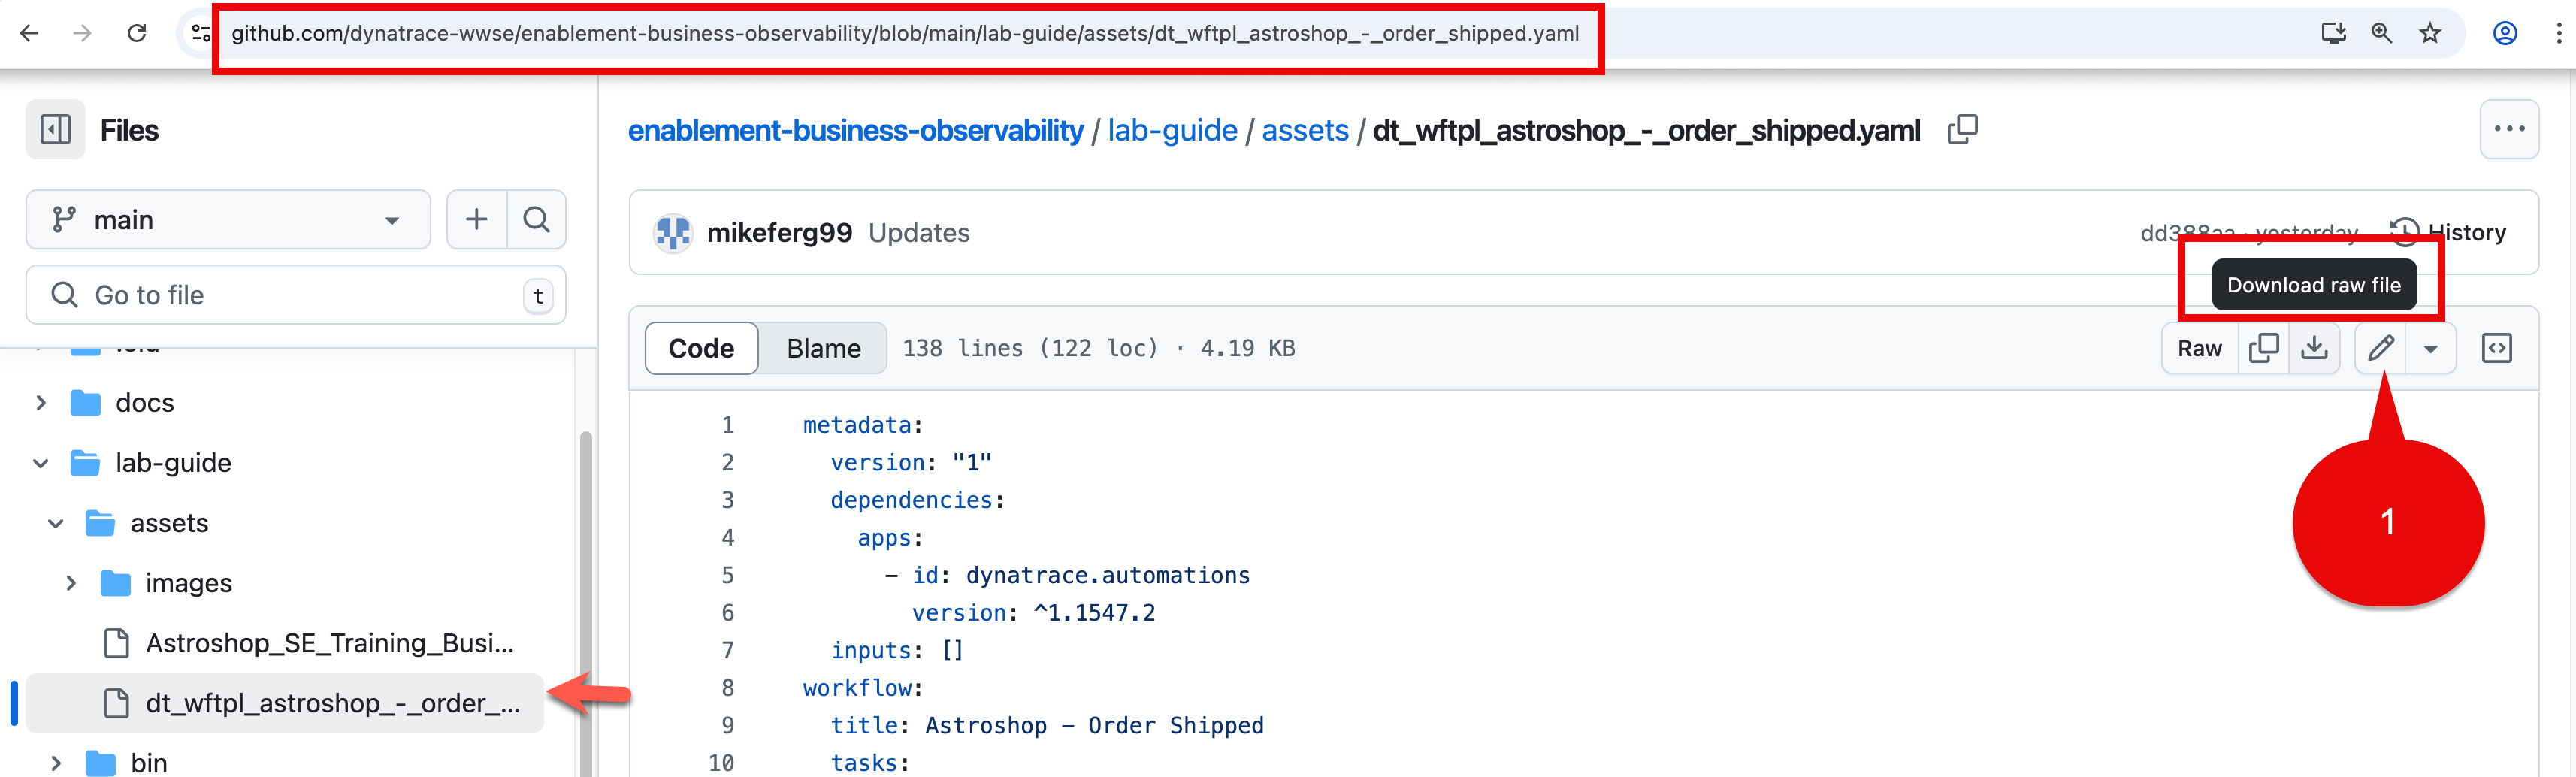 github.com/dynatrace-wwse/enablement-business-observability/blob/main/lab-guide/assets/dt_wftpl_astroshop_-_order_shipped.yaml
Files
enablement-business-observability / lab-guide / assets / dt_wftpl_astroshop_-_order_shipped.yaml
main
mikeferg99 Updates
dd388aa · yesterday
History
Go to file
t
Download raw file
Code
Blame
138 lines (122 loc) · 4.19 KB
Raw
docs
lab-guide
assets
images
Astroshop_SE_Training_Busi...
dt_wftpl_astroshop_-_order_...
bin
1 metadata:
2 version: "1"
3 dependencies:
4 apps:
5 - id: dynatrace.automations
6 version: ^1.1547.2
7 inputs: []
8 workflow:
9 title: Astroshop - Order Shipped
10 tasks:
1